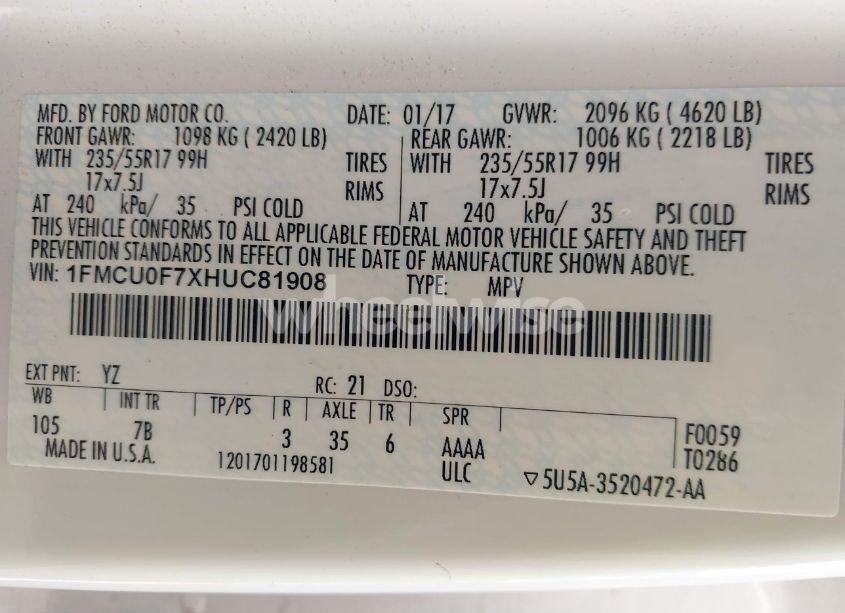 MFD. BY FORD MOTOR CO. DATE: 01/17 GVWR: 2096 KG ( 4620 LB)
FRONT GAWR: 1098 KG ( 2420 LB) REAR GAWR: 1006 KG ( 2218 LB)
WITH 235/55R17 99H TIRES WITH 235/55R17 99H TIRES
17x7.5J RIMS 17x7.5J RIMS
AT 240 kPa/ 35 PSI COLD AT 240 kPa/ 35 PSI COLD
THIS VEHICLE CONFORMS TO ALL APPLICABLE FEDERAL MOTOR VEHICLE SAFETY AND THEFT
PREVENTION STANDARDS IN EFFECT ON THE DATE OF MANUFACTURE SHOWN ABOVE.
VIN: 1FMCU0F7XHUC81908 TYPE: MPV
wheelwise
EXT PNT: YZ RC: 21 DSO:
WB INT TR TP/PS R AXLE TR SPR
105 7B 3 35 6 AAAA F0059
MADE IN U.S.A. 1201701198581 ULC T0286
▽5U5A-3520472-AA